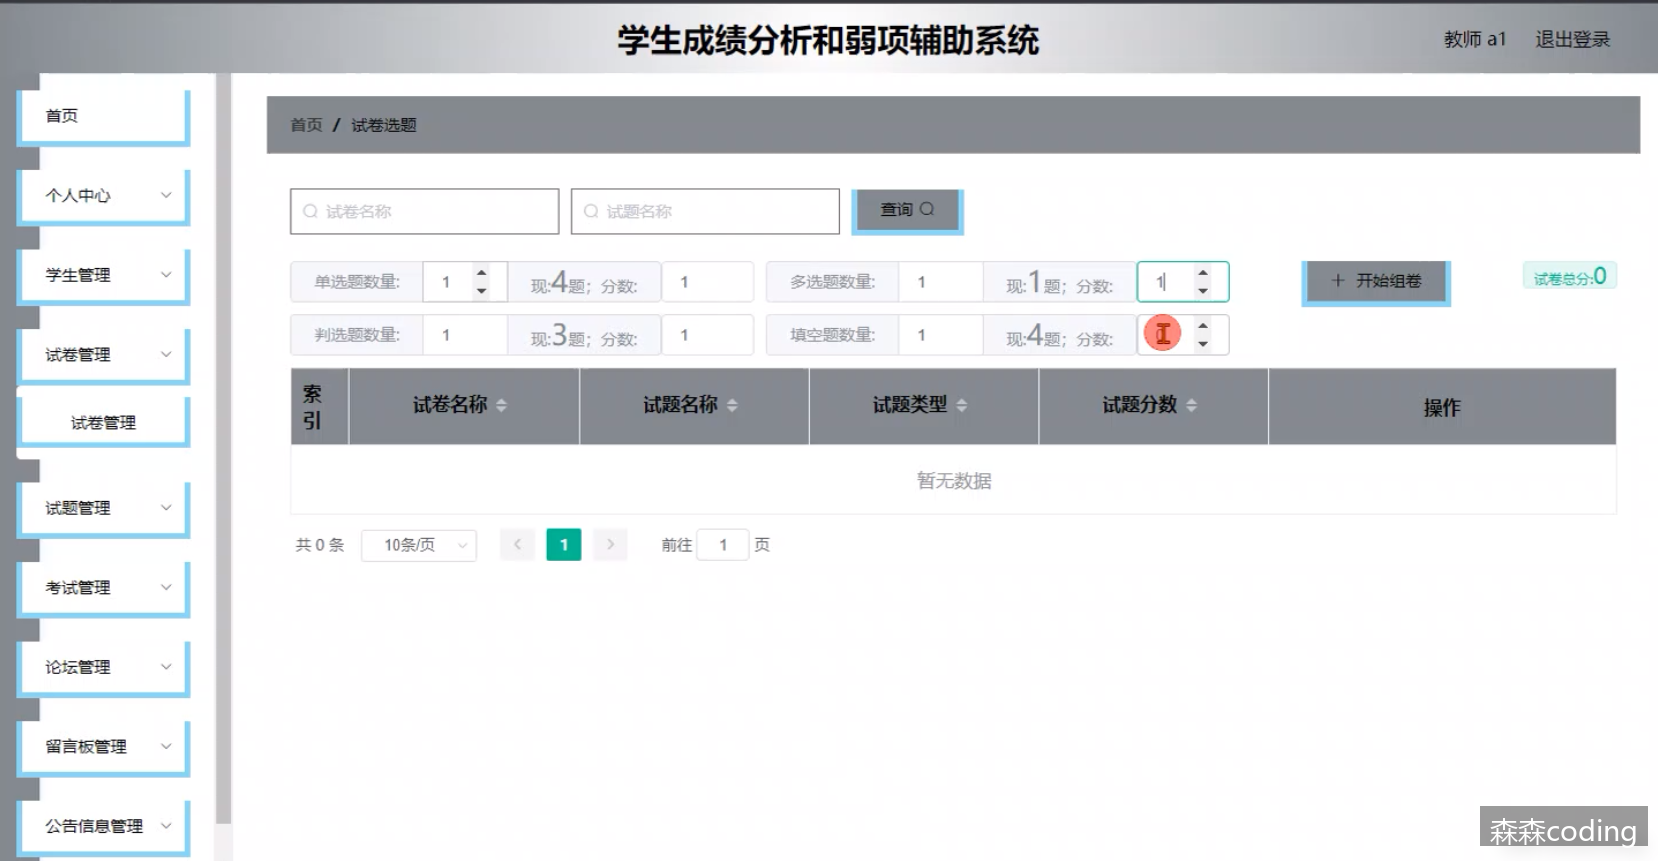 学生成绩分析和弱项辅助系统
教师 a1 退出登录
首页
个人中心
学生管理
试卷管理
试卷管理
试题管理
考试管理
论坛管理
留言板管理
公告信息管理
首页 / 试卷选题
试卷名称 试题名称 查询
单选题数量: 1 现:4题；分数: 1 多选题数量: 1 现:1题；分数: 1 + 开始组卷 试卷总分:0
判选题数量: 1 现:3题；分数: 1 填空题数量: 1 现:4题；分数:
索引 试卷名称 试题名称 试题类型 试题分数 操作
暂无数据
共 0 条 10条/页 < 1 > 前往 1 页
森森coding